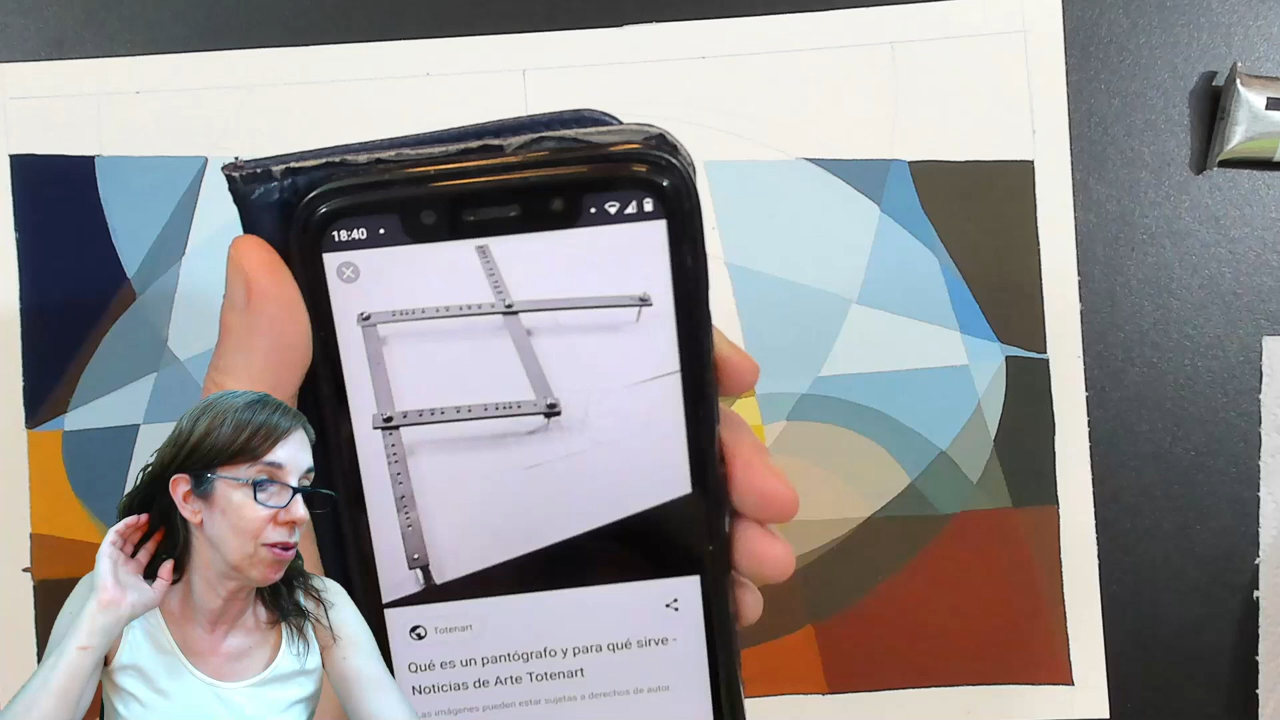 18:40
Totenart
Qué es un pantógrafo y para qué sirve -
Noticias de Arte Totenart
Las imágenes pueden estar sujetas a derechos de autor.